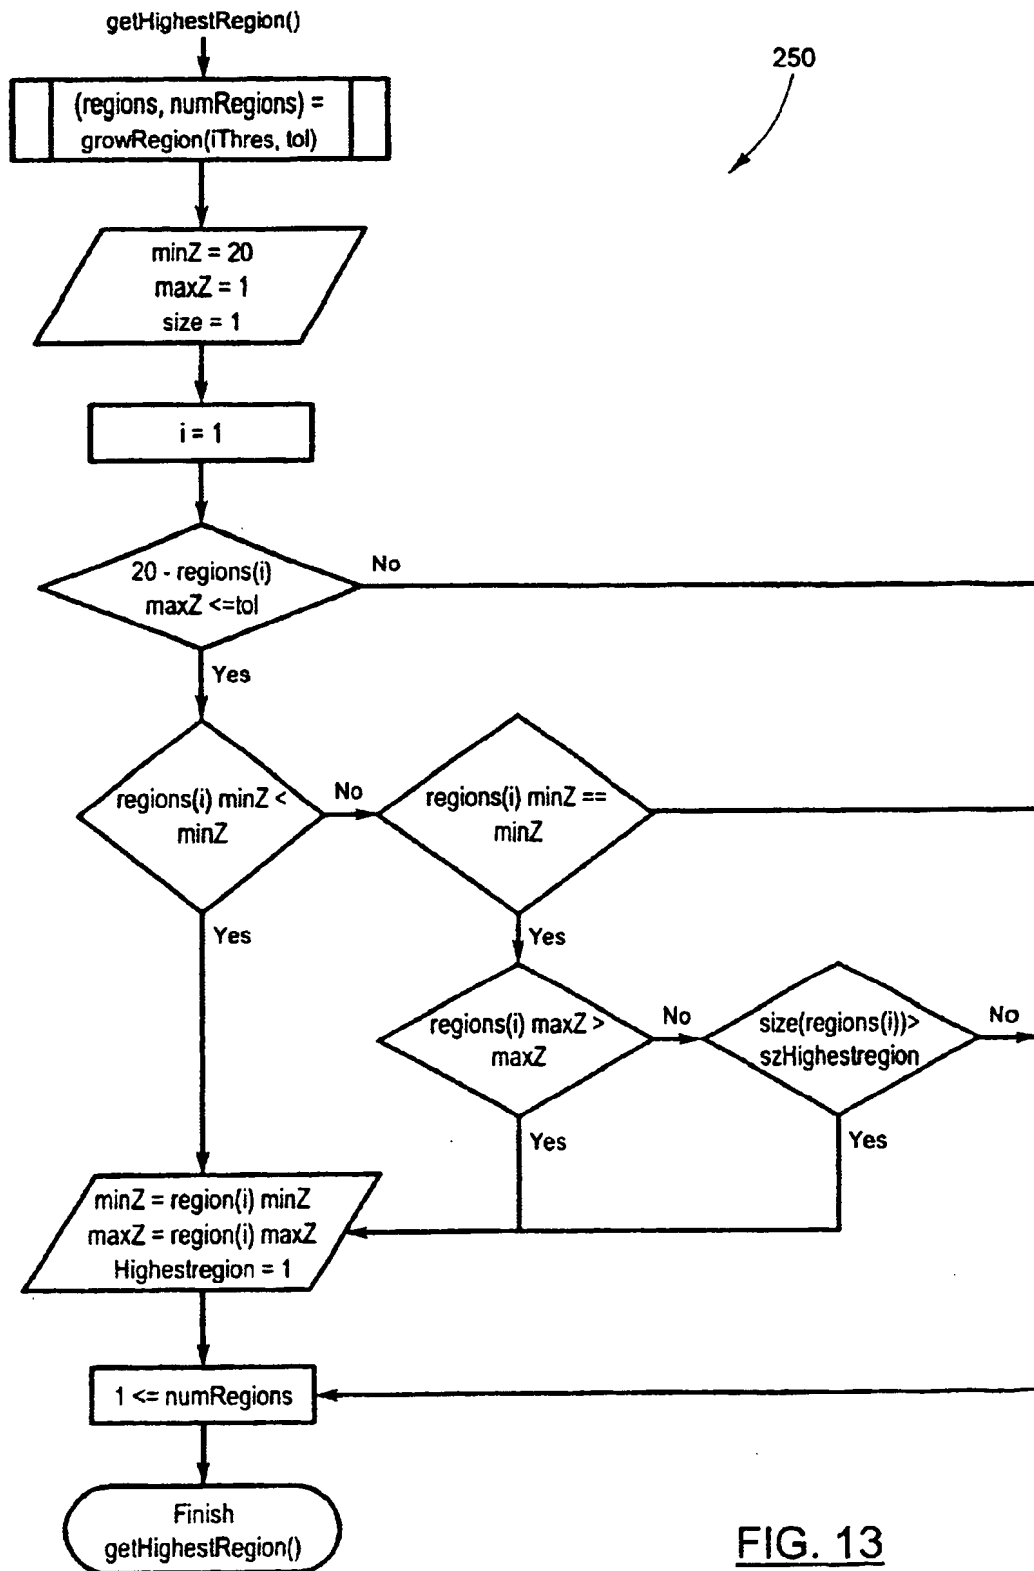 getHighestRegion()
250
(regions, numRegions) =
growRegion(iThres, tol)
minZ = 20
maxZ = 1
size = 1
i = 1
20 - regions(i)
maxZ <=tol
No
Yes
regions(i) minZ <
minZ
No
regions(i) minZ ==
minZ
Yes
Yes
regions(i) maxZ >
maxZ
No
size(regions(i))>
szHighestregion
No
Yes
Yes
minZ = region(i) minZ
maxZ = region(i) maxZ
Highestregion = 1
1 <= numRegions
Finish
getHighestRegion()
FIG. 13